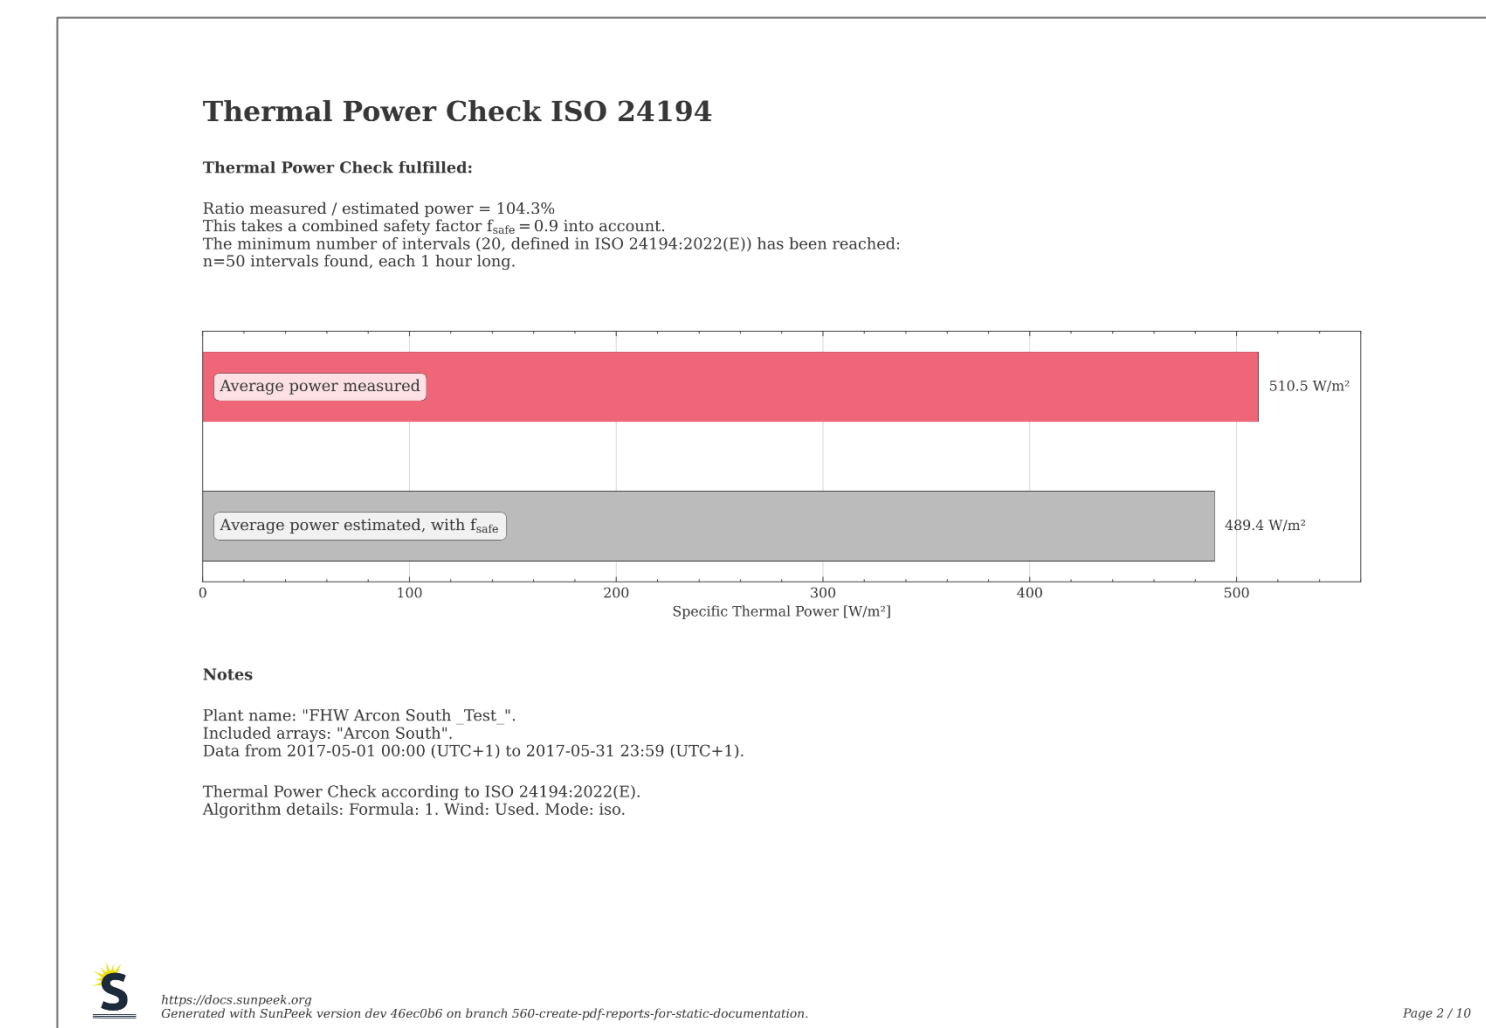 Thermal Power Check ISO 24194
Thermal Power Check fulfilled:
Ratio measured / estimated power = 104.3%
This takes a combined safety factor fsafe = 0.9 into account.
The minimum number of intervals (20, defined in ISO 24194:2022(E)) has been reached:
n=50 intervals found, each 1 hour long.
Average power measured
510.5 W/m²
Average power estimated, with fsafe
489.4 W/m²
0 100 200 300 400 500
Specific Thermal Power [W/m²]
Notes
Plant name: "FHW Arcon South _Test_".
Included arrays: "Arcon South".
Data from 2017-05-01 00:00 (UTC+1) to 2017-05-31 23:59 (UTC+1).
Thermal Power Check according to ISO 24194:2022(E).
Algorithm details: Formula: 1. Wind: Used. Mode: iso.
S
https://docs.sunpeek.org
Generated with SunPeek version dev 46ec0b6 on branch 560-create-pdf-reports-for-static-documentation.
Page 2 / 10